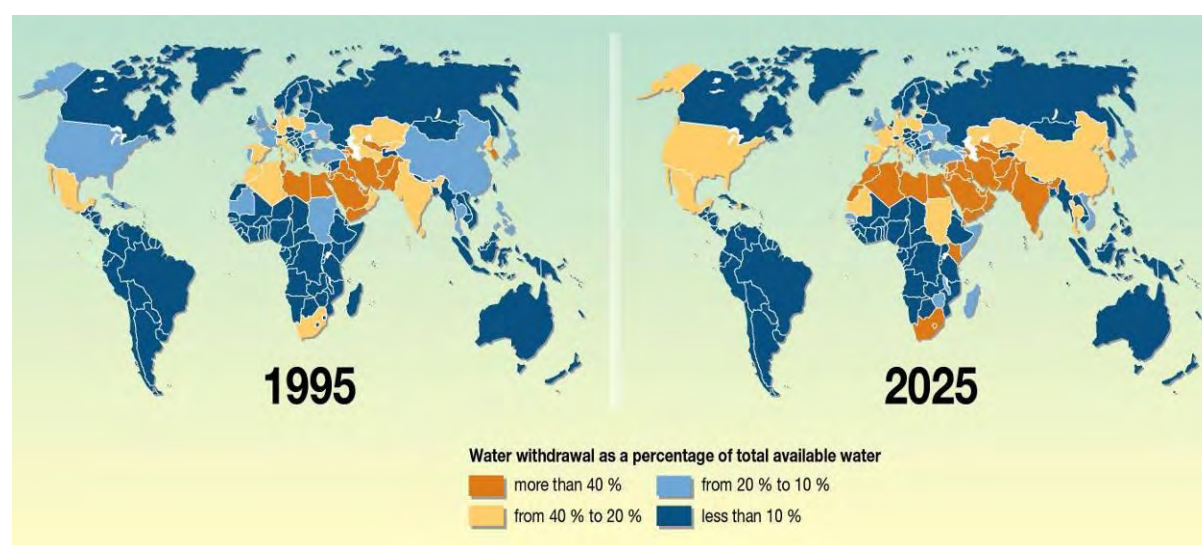 1995
2025
Water withdrawal as a percentage of total available water
more than 40 %
from 20 % to 10 %
from 40 % to 20 %
less than 10 %